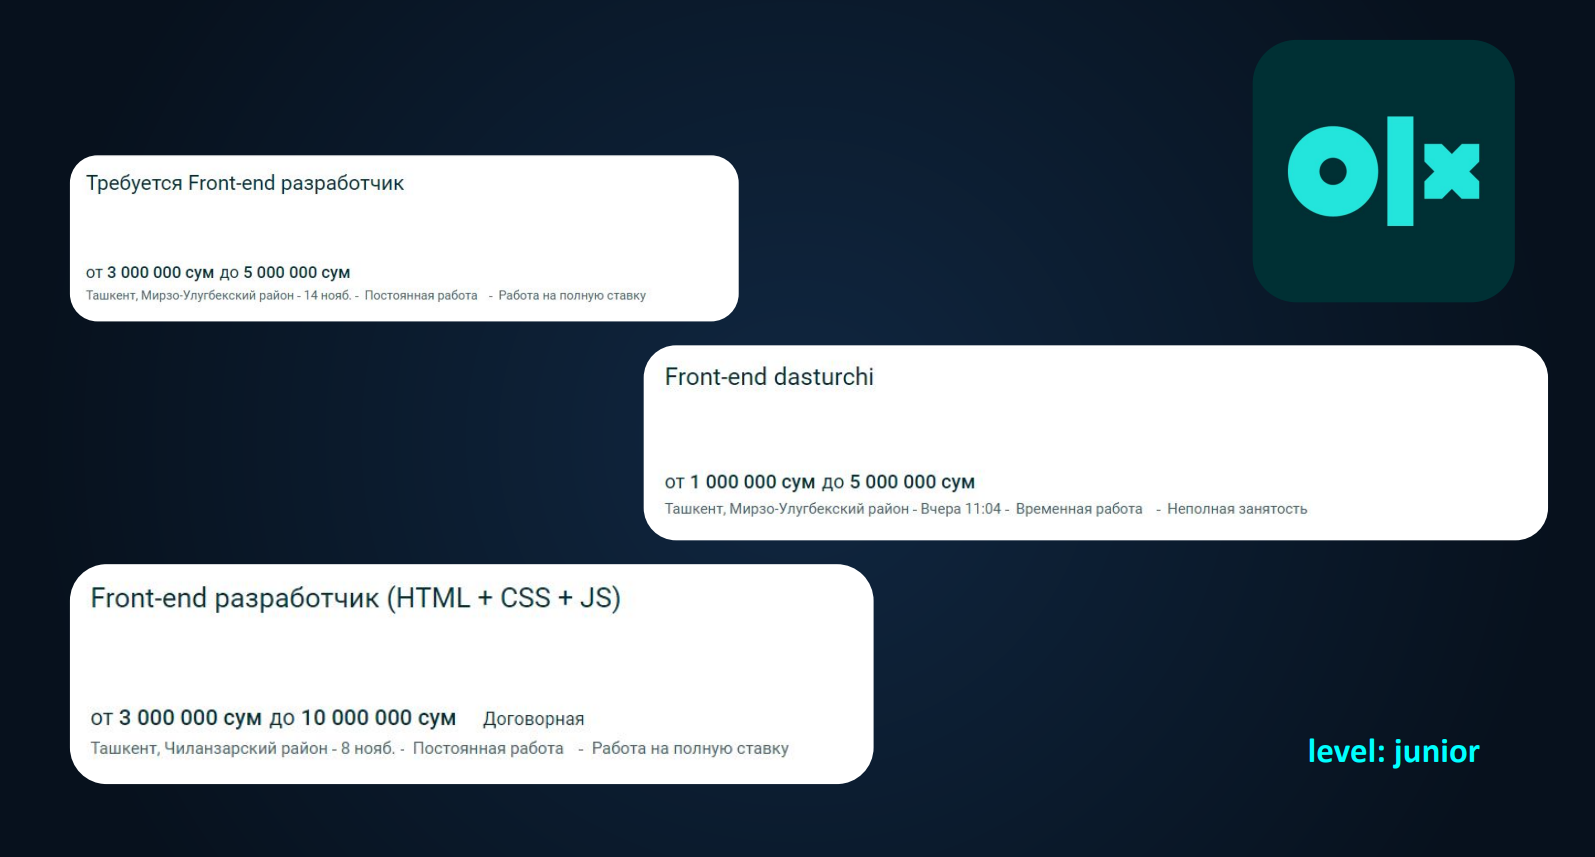 olx
Требуется Front-end разработчик
от 3 000 000 сум до 5 000 000 сум
Ташкент, Мирзо-Улугбекский район - 14 нояб. - Постоянная работа - Работа на полную ставку
Front-end dasturchi
от 1 000 000 сум до 5 000 000 сум
Ташкент, Мирзо-Улугбекский район - Вчера 11:04 - Временная работа - Неполная занятость
Front-end разработчик (HTML + CSS + JS)
от 3 000 000 сум до 10 000 000 сум Договорная
Ташкент, Чиланзарский район - 8 нояб. - Постоянная работа - Работа на полную ставку
level: junior